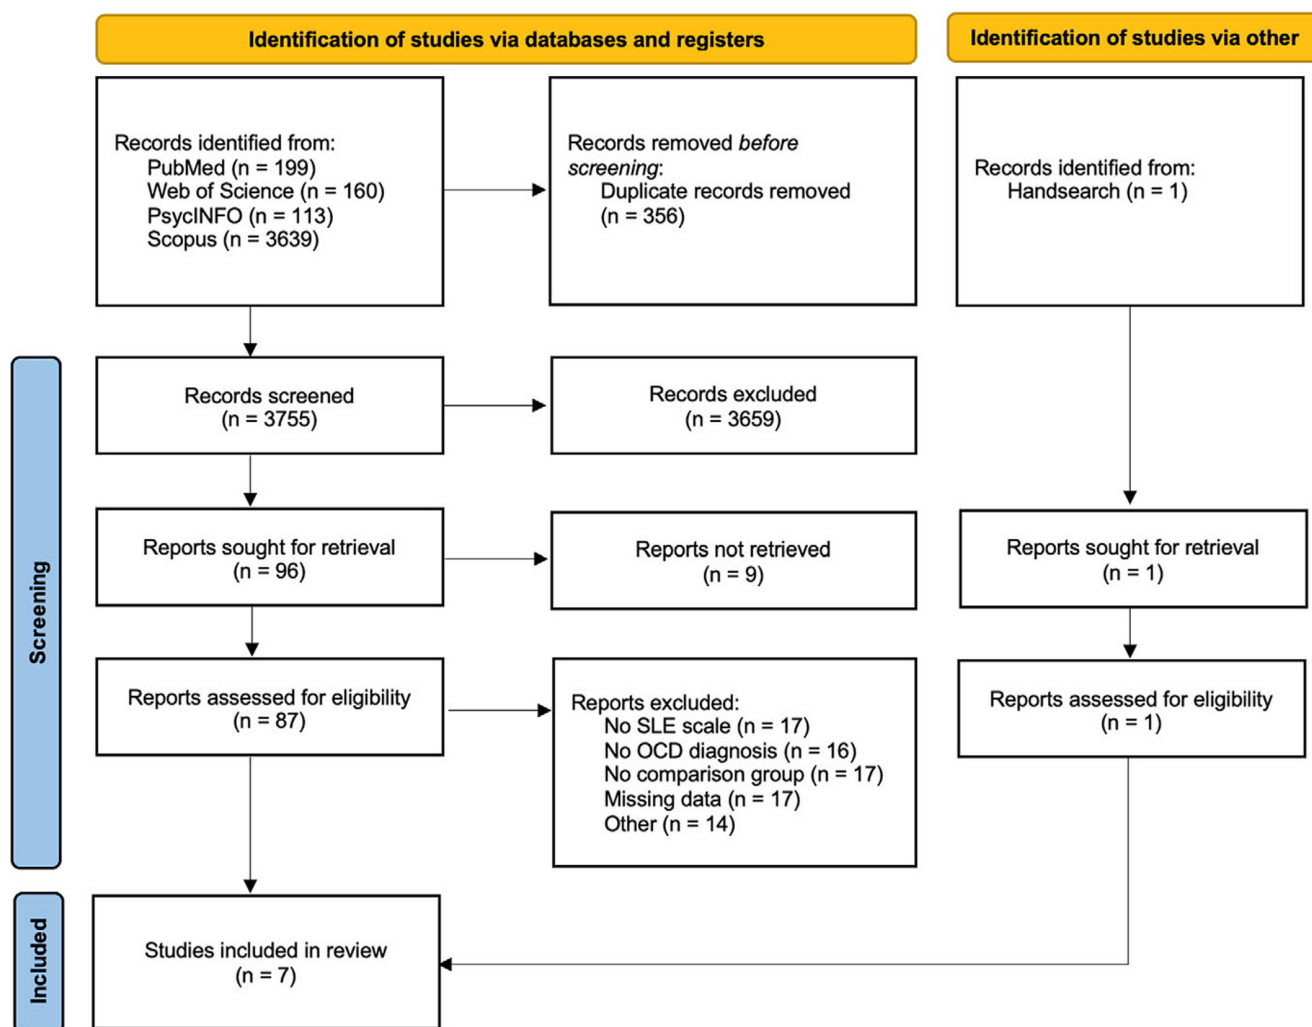 Identification of studies via databases and registers
Identification of studies via other
Records identified from:
PubMed (n = 199)
Web of Science (n = 160)
PsycINFO (n = 113)
Scopus (n = 3639)
Records removed before
screening:
Duplicate records removed
(n = 356)
Records identified from:
Handsearch (n = 1)
Screening
Records screened
(n = 3755)
Records excluded
(n = 3659)
Reports sought for retrieval
(n = 96)
Reports not retrieved
(n = 9)
Reports sought for retrieval
(n = 1)
Reports assessed for eligibility
(n = 87)
Reports excluded:
No SLE scale (n = 17)
No OCD diagnosis (n = 16)
No comparison group (n = 17)
Missing data (n = 17)
Other (n = 14)
Reports assessed for eligibility
(n = 1)
Included
Studies included in review
(n = 7)